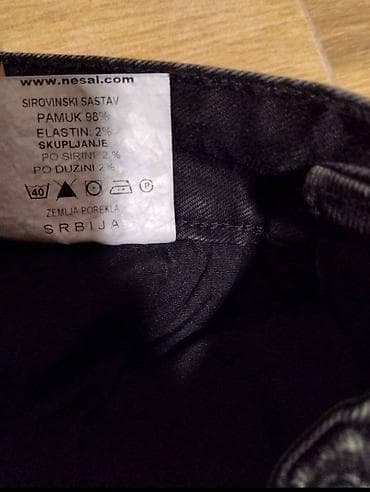 www.nesal.com
SIROVINSKI SASTAV
PAMUK 98%
ELASTIN: 2%
SKUPLJANJE
PO SIRINI 2 %
PO DUZINI 2 %
40 P
ZEMLJA POREKLA
SRBIJA